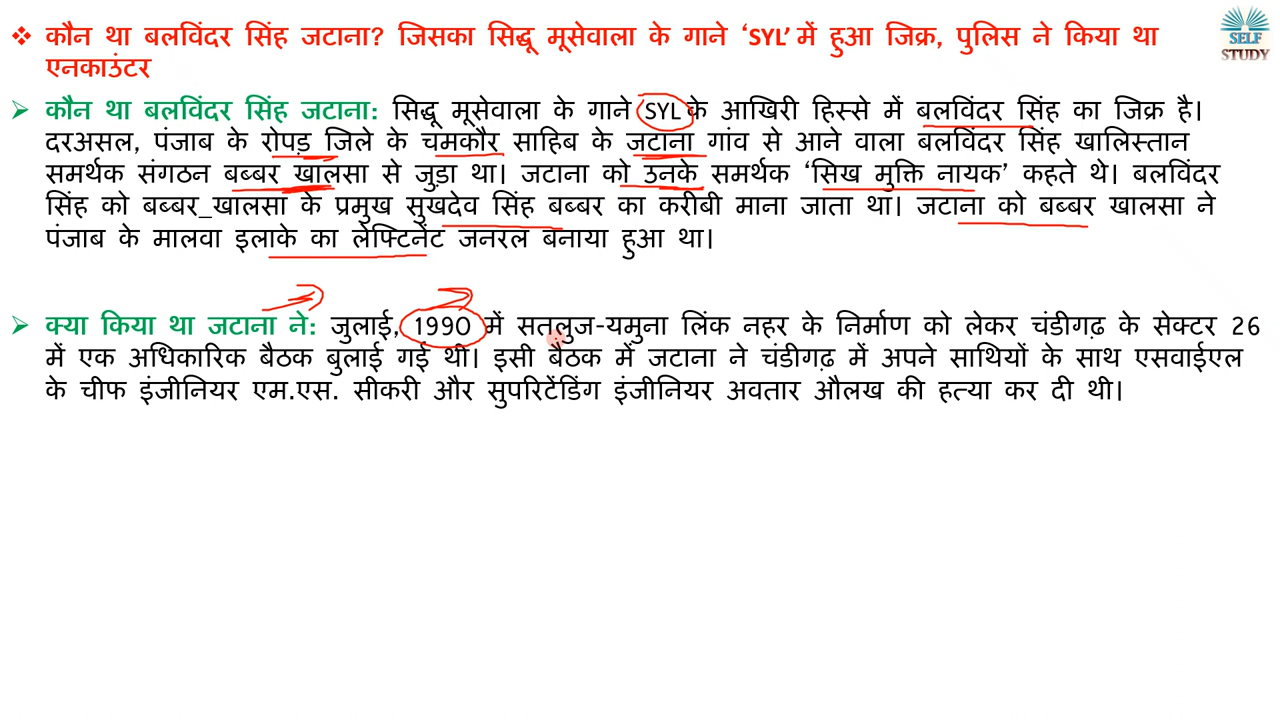 ❖ कौन था बलविंदर सिंह जटाना? जिसका सिद्धू मूसेवाला के गाने ‘SYL’ में हुआ जिक्र, पुलिस ने किया था
एनकाउंटर
SELF
STUDY
➢ कौन था बलविंदर सिंह जटाना: सिद्धू मूसेवाला के गाने SYL के आखिरी हिस्से में बलविंदर सिंह का जिक्र है।
दरअसल, पंजाब के रोपड़ जिले के चमकौर साहिब के जटाना गांव से आने वाला बलविंदर सिंह खालिस्तान
समर्थक संगठन बब्बर खालसा से जुड़ा था। जटाना को उनके समर्थक ‘सिख मुक्ति नायक’ कहते थे। बलविंदर
सिंह को बब्बर_खालसा के प्रमुख सुखदेव सिंह बब्बर का करीबी माना जाता था। जटाना को बब्बर खालसा ने
पंजाब के मालवा इलाके का लेफ्टिनेंट जनरल बनाया हुआ था।
➢ क्या किया था जटाना ने: जुलाई, 1990 में सतलुज-यमुना लिंक नहर के निर्माण को लेकर चंडीगढ़ के सेक्टर 26
में एक अधिकारिक बैठक बुलाई गई थी। इसी बैठक में जटाना ने चंडीगढ़ में अपने साथियों के साथ एसवाईएल
के चीफ इंजीनियर एम.एस. सीकरी और सुपरिटेंडिंग इंजीनियर अवतार औलख की हत्या कर दी थी।